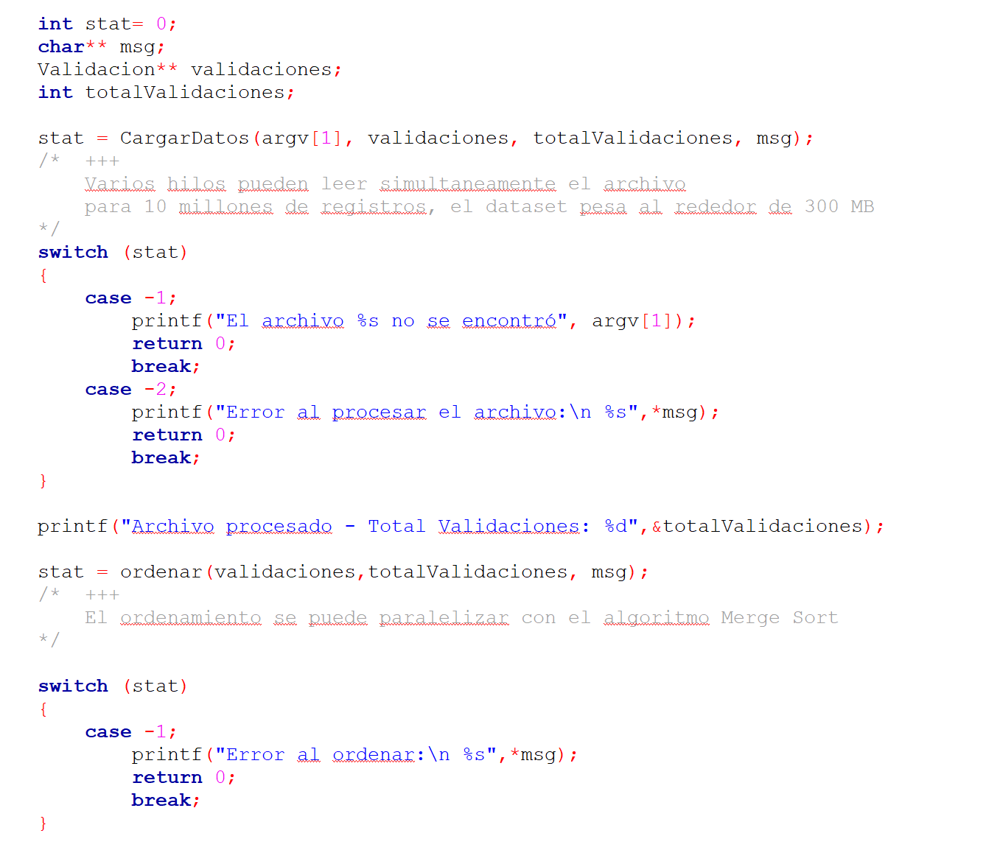 int stat= 0;
char** msg;
Validacion** validaciones;
int totalValidaciones;
stat = CargarDatos(argv[1], validaciones, totalValidaciones, msg);
/*  +++
    Varios hilos pueden leer simultaneamente el archivo
    para 10 millones de registros, el dataset pesa al rededor de 300 MB
*/
switch (stat)
{
    case -1;
        printf("El archivo %s no se encontró", argv[1]);
        return 0;
        break;
    case -2;
        printf("Error al procesar el archivo:\n %s",*msg);
        return 0;
        break;
}
printf("Archivo procesado - Total Validaciones: %d",&totalValidaciones);
stat = ordenar(validaciones,totalValidaciones, msg);
/*  +++
    El ordenamiento se puede paralelizar con el algoritmo Merge Sort
*/
switch (stat)
{
    case -1;
        printf("Error al ordenar:\n %s",*msg);
        return 0;
        break;
}